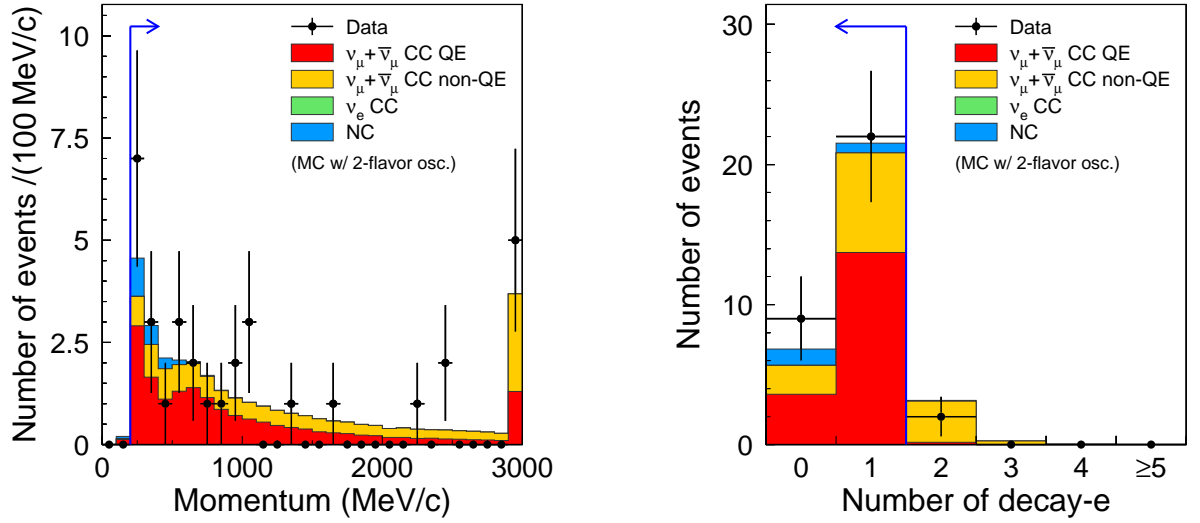 Number of events /(100 MeV/c)
10
7.5
5
2.5
0
Data
νμ+ν̅μ CC QE
νμ+ν̅μ CC non-QE
νe CC
NC
(MC w/ 2-flavor osc.)
0 1000 2000 3000
Momentum (MeV/c)
Number of events
30
20
10
0
Data
νμ+ν̅μ CC QE
νμ+ν̅μ CC non-QE
νe CC
NC
(MC w/ 2-flavor osc.)
0 1 2 3 4 ≥5
Number of decay-e